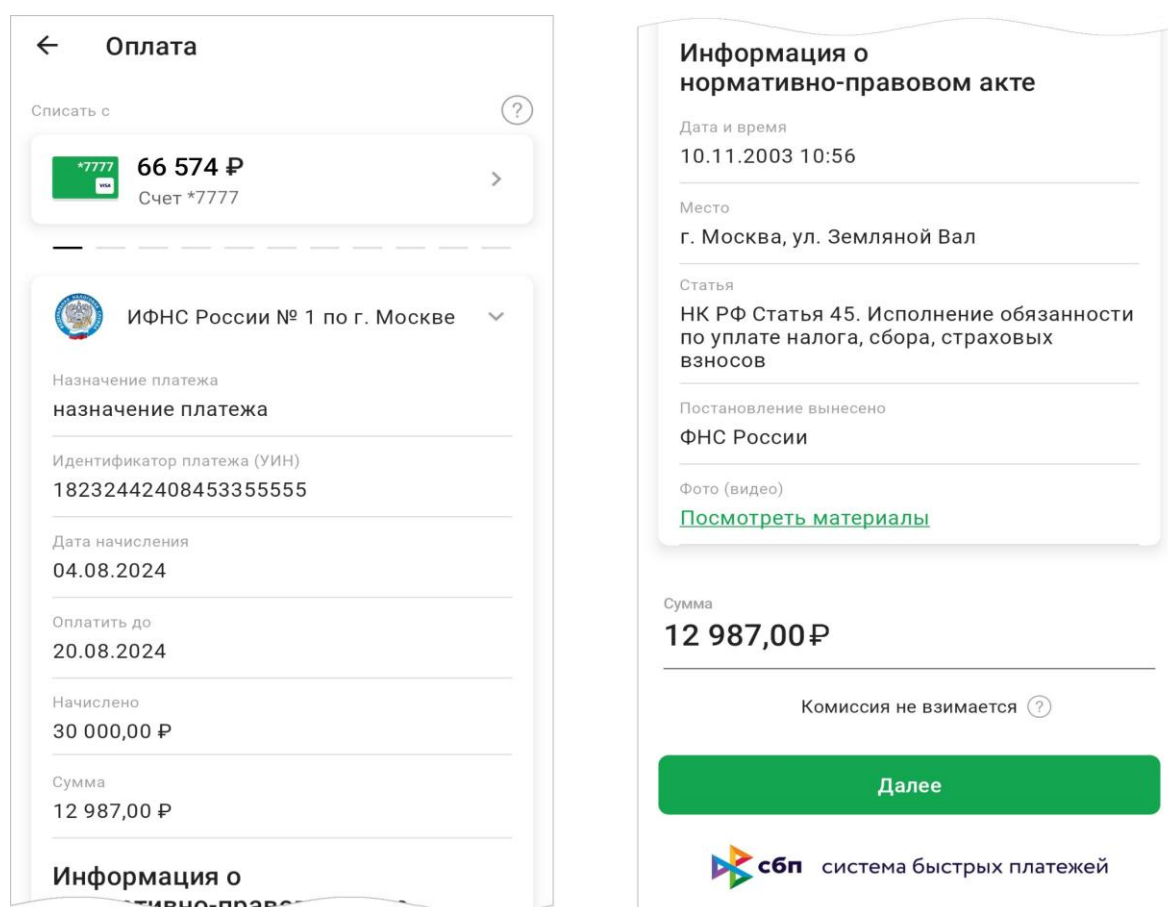 Оплата
Списать с
*7777
VISA
66 574 ₽
Счет *7777
ИФНС России № 1 по г. Москве
Назначение платежа
назначение платежа
Идентификатор платежа (УИН)
18232442408453355555
Дата начисления
04.08.2024
Оплатить до
20.08.2024
Начислено
30 000,00 ₽
Сумма
12 987,00 ₽
Информация о
Информация о
нормативно-правовом акте
Дата и время
10.11.2003 10:56
Место
г. Москва, ул. Земляной Вал
Статья
НК РФ Статья 45. Исполнение обязанности
по уплате налога, сбора, страховых
взносов
Постановление вынесено
ФНС России
Фото (видео)
Посмотреть материалы
Сумма
12 987,00₽
Комиссия не взимается ?
Далее
сбп система быстрых платежей